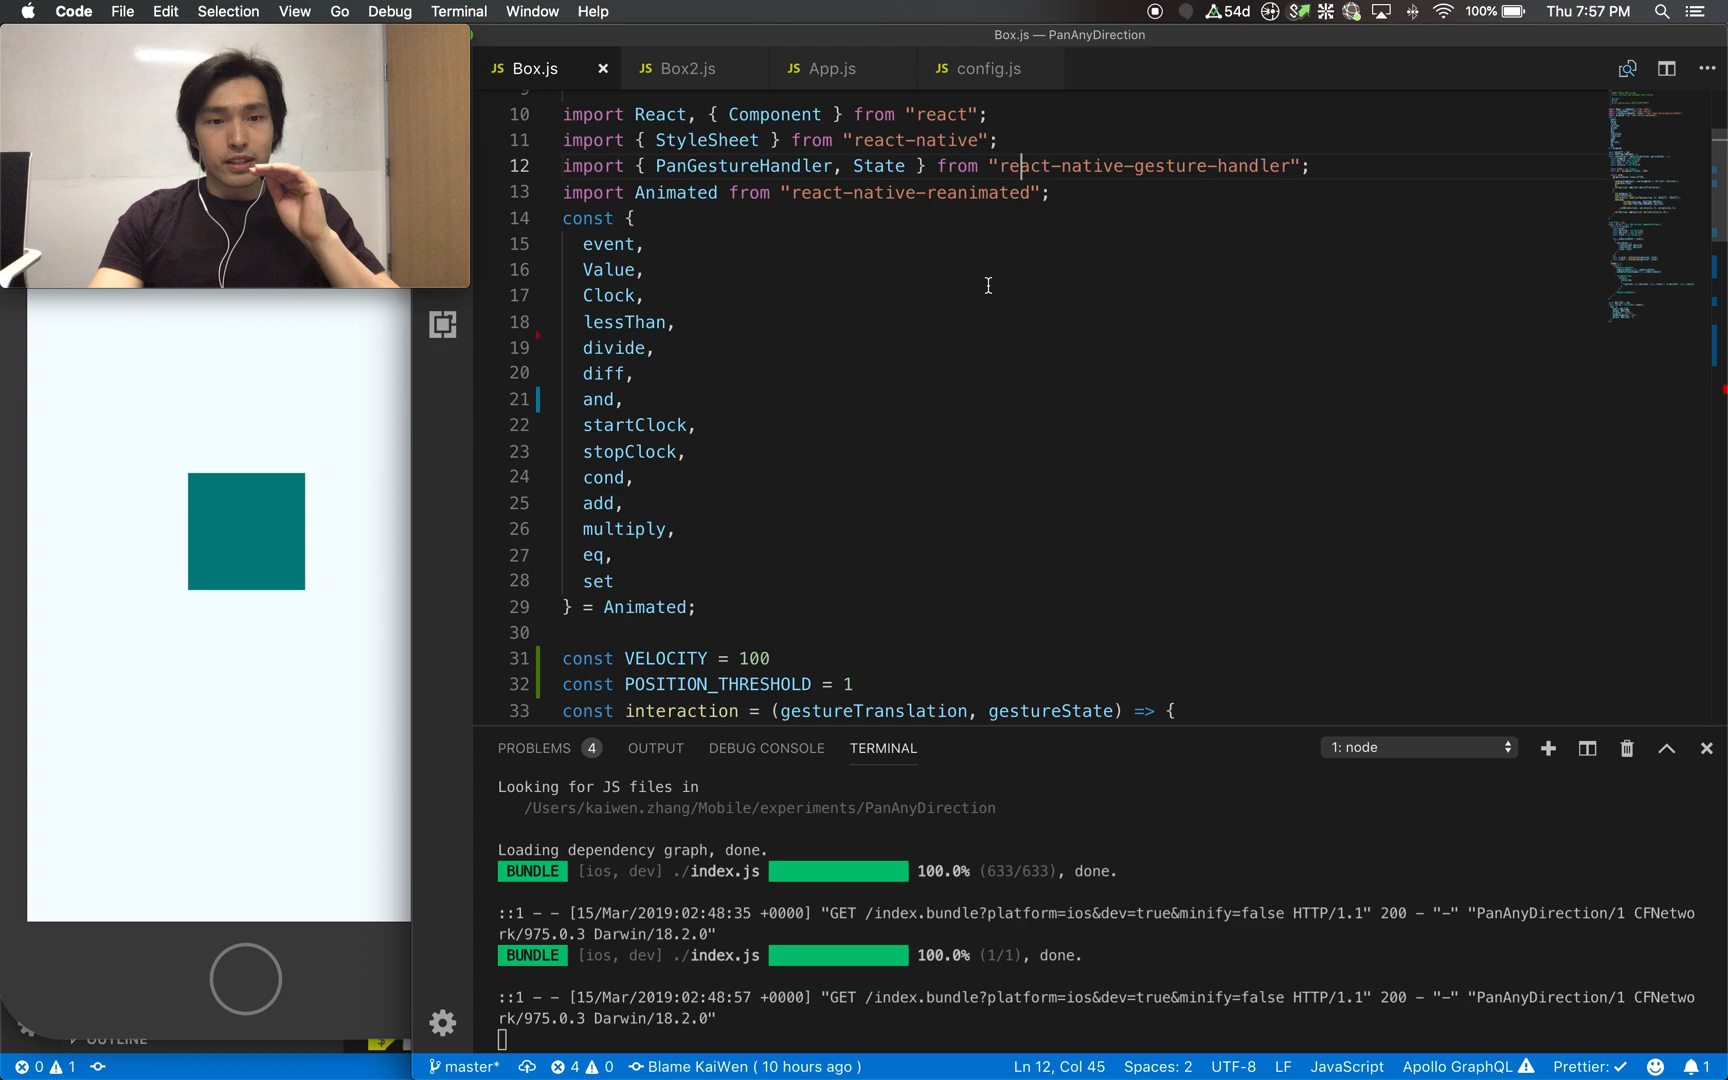 Code File Edit Selection View Go Debug Terminal Window Help
54d 100% Thu 7:57 PM
Box.js — PanAnyDirection
JS Box.js
JS Box2.js
JS App.js
JS config.js
9
10 import React, { Component } from "react";
11 import { StyleSheet } from "react-native";
12 import { PanGestureHandler, State } from "react-native-gesture-handler";
13 import Animated from "react-native-reanimated";
14 const {
15 event,
16 Value,
17 Clock,
18 lessThan,
19 divide,
20 diff,
21 and,
22 startClock,
23 stopClock,
24 cond,
25 add,
26 multiply,
27 eq,
28 set
29 } = Animated;
30
31 const VELOCITY = 100
32 const POSITION_THRESHOLD = 1
33 const interaction = (gestureTranslation, gestureState) => {
PROBLEMS 4 OUTPUT DEBUG CONSOLE TERMINAL
1: node
Looking for JS files in
/Users/kaiwen.zhang/Mobile/experiments/PanAnyDirection
Loading dependency graph, done.
BUNDLE [ios, dev] ./index.js 100.0% (633/633), done.
::1 - - [15/Mar/2019:02:48:35 +0000] "GET /index.bundle?platform=ios&dev=true&minify=false HTTP/1.1" 200 - "-" "PanAnyDirection/1 CFNetwo
rk/975.0.3 Darwin/18.2.0"
BUNDLE [ios, dev] ./index.js 100.0% (1/1), done.
::1 - - [15/Mar/2019:02:48:57 +0000] "GET /index.bundle?platform=ios&dev=true&minify=false HTTP/1.1" 200 - "-" "PanAnyDirection/1 CFNetwo
rk/975.0.3 Darwin/18.2.0"
OUTLINE
0 1
master* 4 0 Blame KaiWen ( 10 hours ago )
Ln 12, Col 45 Spaces: 2 UTF-8 LF JavaScript Apollo GraphQL Prettier: 1